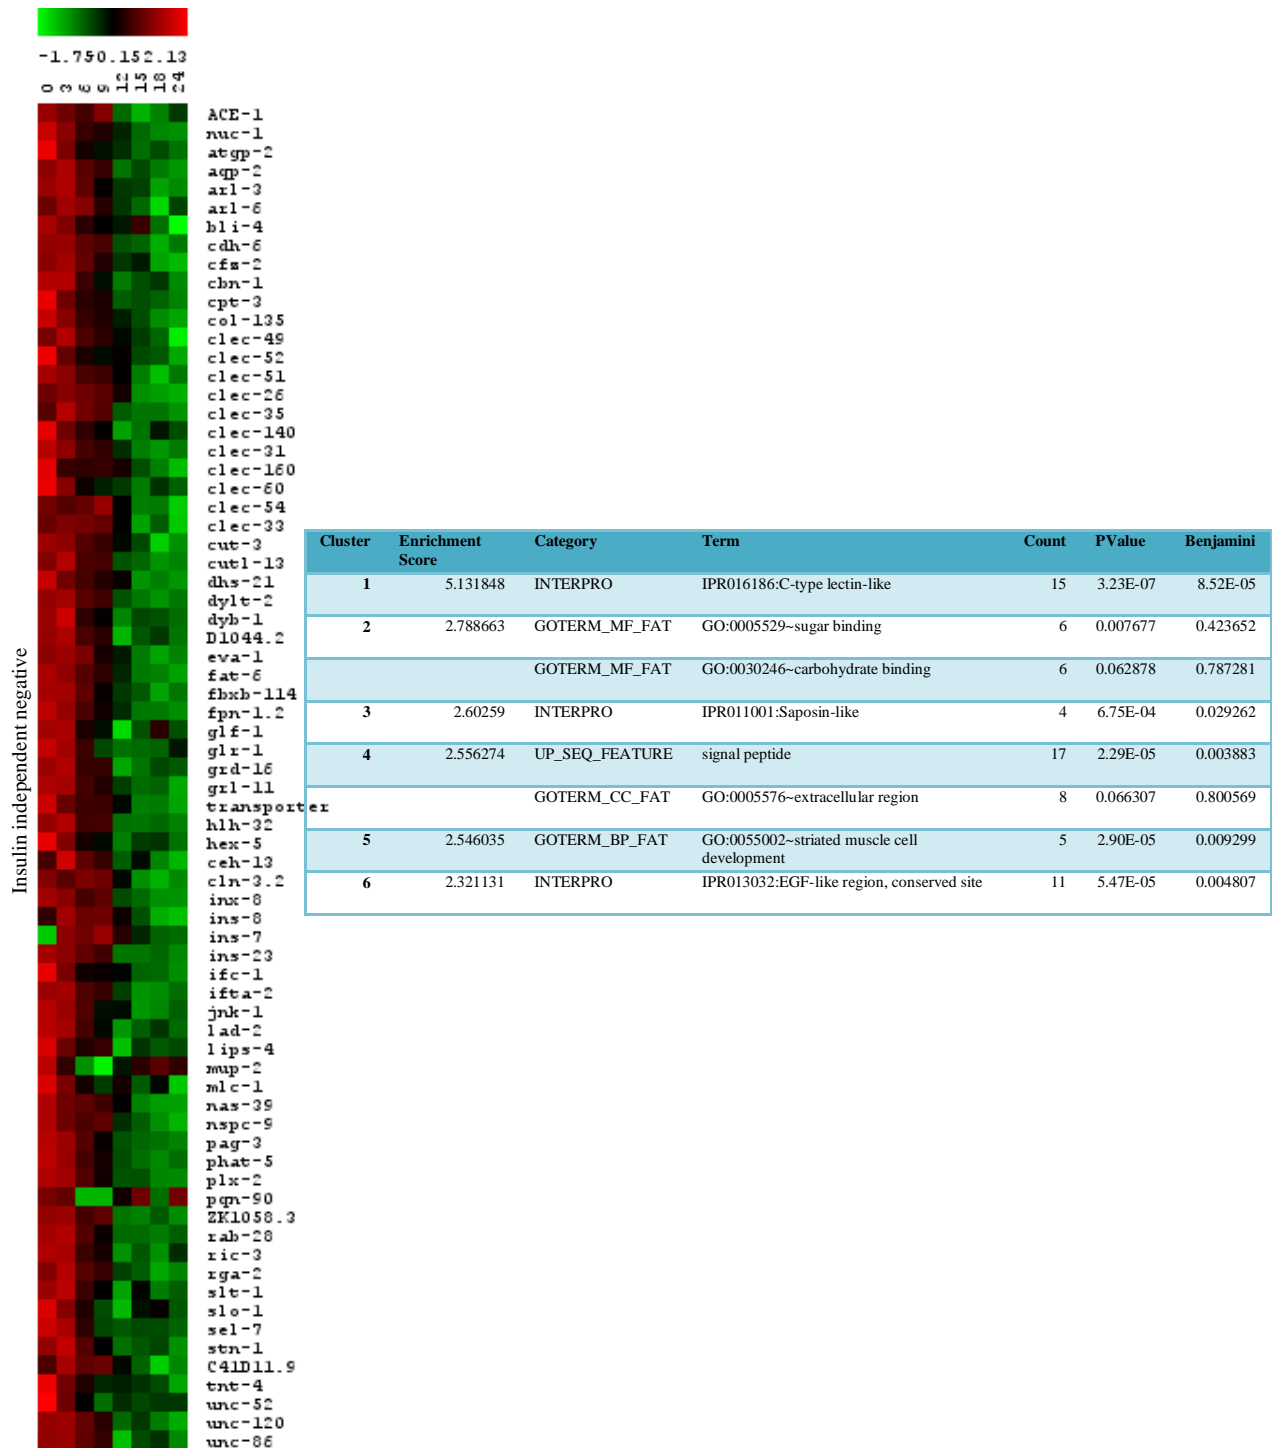 -1.750.152.13
0 3 6 9 12 15 18 24
Insulin independent negative
ACE-1
nuc-1
atgp-2
aqp-2
arl-3
arl-6
bli-4
cdh-6
cfs-2
cbn-1
cpt-3
col-135
clec-49
clec-52
clec-51
clec-26
clec-35
clec-140
clec-31
clec-160
clec-60
clec-54
clec-33
cut-3
cutl-13
dhs-21
dylt-2
dyb-1
D1044.2
eva-1
fat-6
fbxb-114
fpn-1.2
glf-1
glr-1
grd-16
grl-11
transporter
hlh-32
hex-5
ceh-13
cln-3.2
inx-8
ins-8
ins-7
ins-23
ifc-1
ifta-2
jnk-1
lad-2
lips-4
mup-2
mlc-1
nas-39
nspc-9
pag-3
phat-5
plx-2
pqn-90
ZK1058.3
rab-28
ric-3
rga-2
slt-1
slo-1
sel-7
stn-1
C41D11.9
tnt-4
unc-52
unc-120
unc-86
Cluster Enrichment Score Category Term Count PValue Benjamini
1 5.131848 INTERPRO IPR016186:C-type lectin-like 15 3.23E-07 8.52E-05
2 2.788663 GOTERM_MF_FAT GO:0005529~sugar binding 6 0.007677 0.423652
GOTERM_MF_FAT GO:0030246~carbohydrate binding 6 0.062878 0.787281
3 2.60259 INTERPRO IPR011001:Saposin-like 4 6.75E-04 0.029262
4 2.556274 UP_SEQ_FEATURE signal peptide 17 2.29E-05 0.003883
GOTERM_CC_FAT GO:0005576~extracellular region 8 0.066307 0.800569
5 2.546035 GOTERM_BP_FAT GO:0055002~striated muscle cell development 5 2.90E-05 0.009299
6 2.321131 INTERPRO IPR013032:EGF-like region, conserved site 11 5.47E-05 0.004807